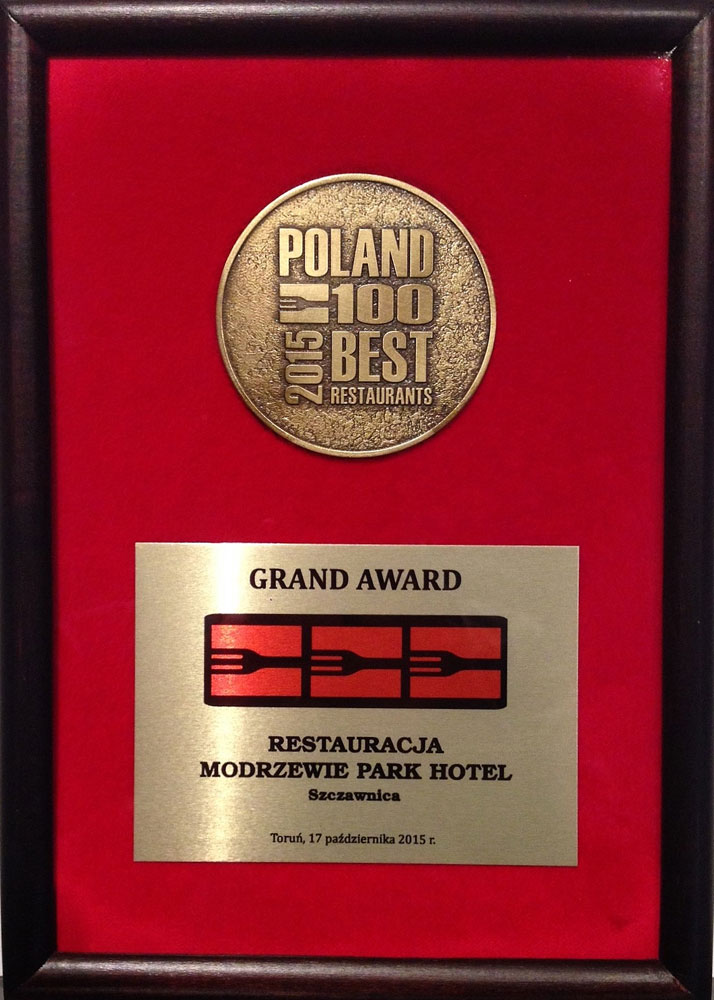 POLAND
100
2015
BEST
RESTAURANTS
GRAND AWARD
RESTAURACJA
MODRZEWIE PARK HOTEL
Szczawnica
Toruń, 17 października 2015 r.